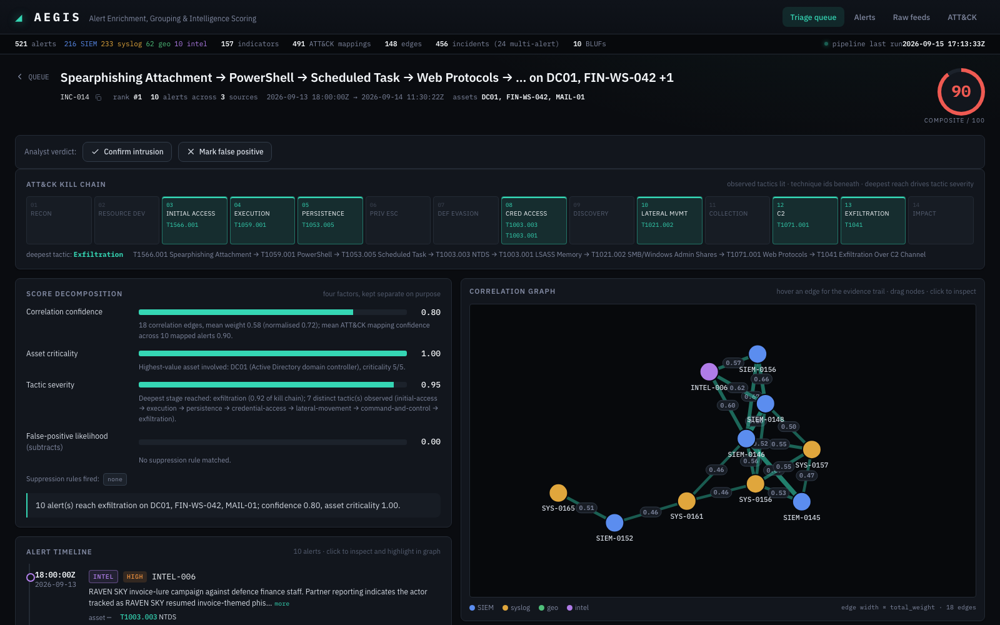 AEGIS Alert Enrichment, Grouping & Intelligence Scoring Triage queue Alerts Raw feeds ATT&CK
521 alerts 216 SIEM 233 syslog 62 geo 10 intel 157 indicators 491 ATT&CK mappings 148 edges 456 incidents (24 multi-alert) 10 BLUFs pipeline last run2026-09-15 17:13:33Z
QUEUE Spearphishing Attachment → PowerShell → Scheduled Task → Web Protocols → ... on DC01, FIN-WS-042 +1
INC-014 rank #1 10 alerts across 3 sources 2026-09-13 18:00:00Z → 2026-09-14 11:30:22Z assets DC01, FIN-WS-042, MAIL-01
90
COMPOSITE / 100
Analyst verdict: Confirm intrusion Mark false positive
ATT&CK KILL CHAIN observed tactics lit · technique ids beneath · deepest reach drives tactic severity
01 02 03 04 05 06 07 08 09 10 11 12 13 14
RECON RESOURCE DEV INITIAL ACCESS EXECUTION PERSISTENCE PRIV ESC DEF EVASION CRED ACCESS DISCOVERY LATERAL MVMT COLLECTION C2 EXFILTRATION IMPACT
T1566.001 T1059.001 T1053.005 T1003.003 T1021.002 T1071.001 T1041
T1003.001
deepest tactic: Exfiltration T1566.001 Spearphishing Attachment → T1059.001 PowerShell → T1053.005 Scheduled Task → T1003.003 NTDS → T1003.001 LSASS Memory → T1021.002 SMB/Windows Admin Shares → T1071.001 Web Protocols → T1041 Exfiltration Over C2 Channel
SCORE DECOMPOSITION four factors, kept separate on purpose
Correlation confidence 0.80
18 correlation edges, mean weight 0.58 (normalised 0.72); mean ATT&CK mapping confidence
across 10 mapped alerts 0.90.
Asset criticality 1.00
Highest-value asset involved: DC01 (Active Directory domain controller), criticality 5/5.
Tactic severity 0.95
Deepest stage reached: exfiltration (0.92 of kill chain); 7 distinct tactic(s) observed (initial-access
→ execution → persistence → credential-access → lateral-movement → command-and-control →
exfiltration).
False-positive likelihood 0.00
(subtracts)
No suppression rule matched.
Suppression rules fired: none
10 alert(s) reach exfiltration on DC01, FIN-WS-042, MAIL-01; confidence 0.80, asset criticality 1.00.
ALERT TIMELINE 10 alerts · click to inspect and highlight in graph
18:00:00Z INTEL HIGH INTEL-006
2026-09-13
RAVEN SKY invoice-lure campaign against defence finance staff. Partner reporting indicates the actor
tracked as RAVEN SKY resumed invoice-themed phis... more
asset — T1003.003 NTDS
CORRELATION GRAPH hover an edge for the evidence trail · drag nodes · click to inspect
0.57
SIEM-0156
0.66
INTEL-006 0.62
0.67
0.60
SIEM-0148
0.50
0.52 0.55
SIEM-0146
0.56
0.55 SYS-0157
0.46
0.47
0.46 0.53
SYS-0156
SYS-0165 0.51
0.46 SYS-0161
SIEM-0145
SIEM-0152
SIEM syslog geo intel edge width ∝ total_weight · 18 edges